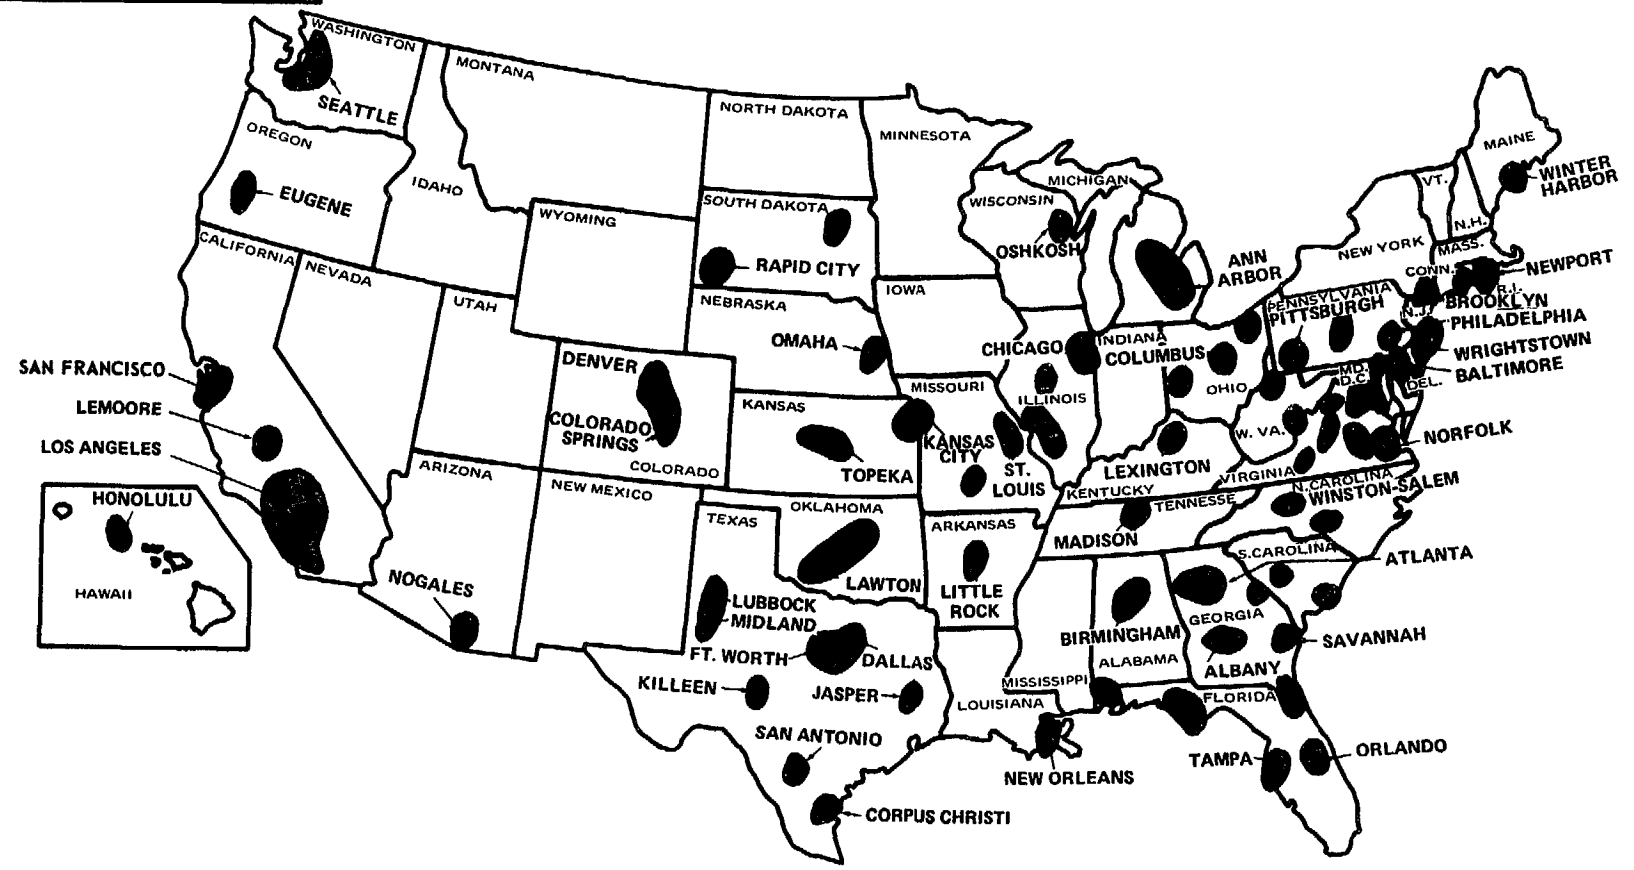 WASHINGTON
SEATTLE
MONTANA
NORTH DAKOTA
MINNESOTA
OREGON
EUGENE
IDAHO
WYOMING
SOUTH DAKOTA
RAPID CITY
WISCONSIN
OSHKOSH
MICHIGAN
ANN
ARBOR
MAINE
WINTER
HARBOR
VT.
N.H.
NEW YORK
MASS.
CONN.
R.I.
NEWPORT
CALIFORNIA
NEVADA
UTAH
NEBRASKA
OMAHA
IOWA
CHICAGO
INDIANA
COLUMBUS
OHIO
PENNSYLVANIA
PITTSBURGH
N.J.
BROOKLYN
PHILADELPHIA
WRIGHTSTOWN
BALTIMORE
MD.
D.C.
DEL.
SAN FRANCISCO
LEMOORE
LOS ANGELES
DENVER
COLORADO
SPRINGS
COLORADO
KANSAS
TOPEKA
MISSOURI
KANSAS
CITY
ST.
LOUIS
ILLINOIS
W. VA.
LEXINGTON
KENTUCKY
VIRGINIA
NORFOLK
N.CAROLINA
WINSTON-SALEM
HONOLULU
HAWAII
ARIZONA
NOGALES
NEW MEXICO
TEXAS
OKLAHOMA
LAWTON
ARKANSAS
LITTLE
ROCK
TENNESSEE
MADISON
S.CAROLINA
ATLANTA
LUBBOCK
MIDLAND
FT. WORTH
DALLAS
KILLEEN
JASPER
SAN ANTONIO
CORPUS CHRISTI
BIRMINGHAM
ALABAMA
GEORGIA
ALBANY
SAVANNAH
MISSISSIPPI
LOUISIANA
NEW ORLEANS
FLORIDA
TAMPA
ORLANDO